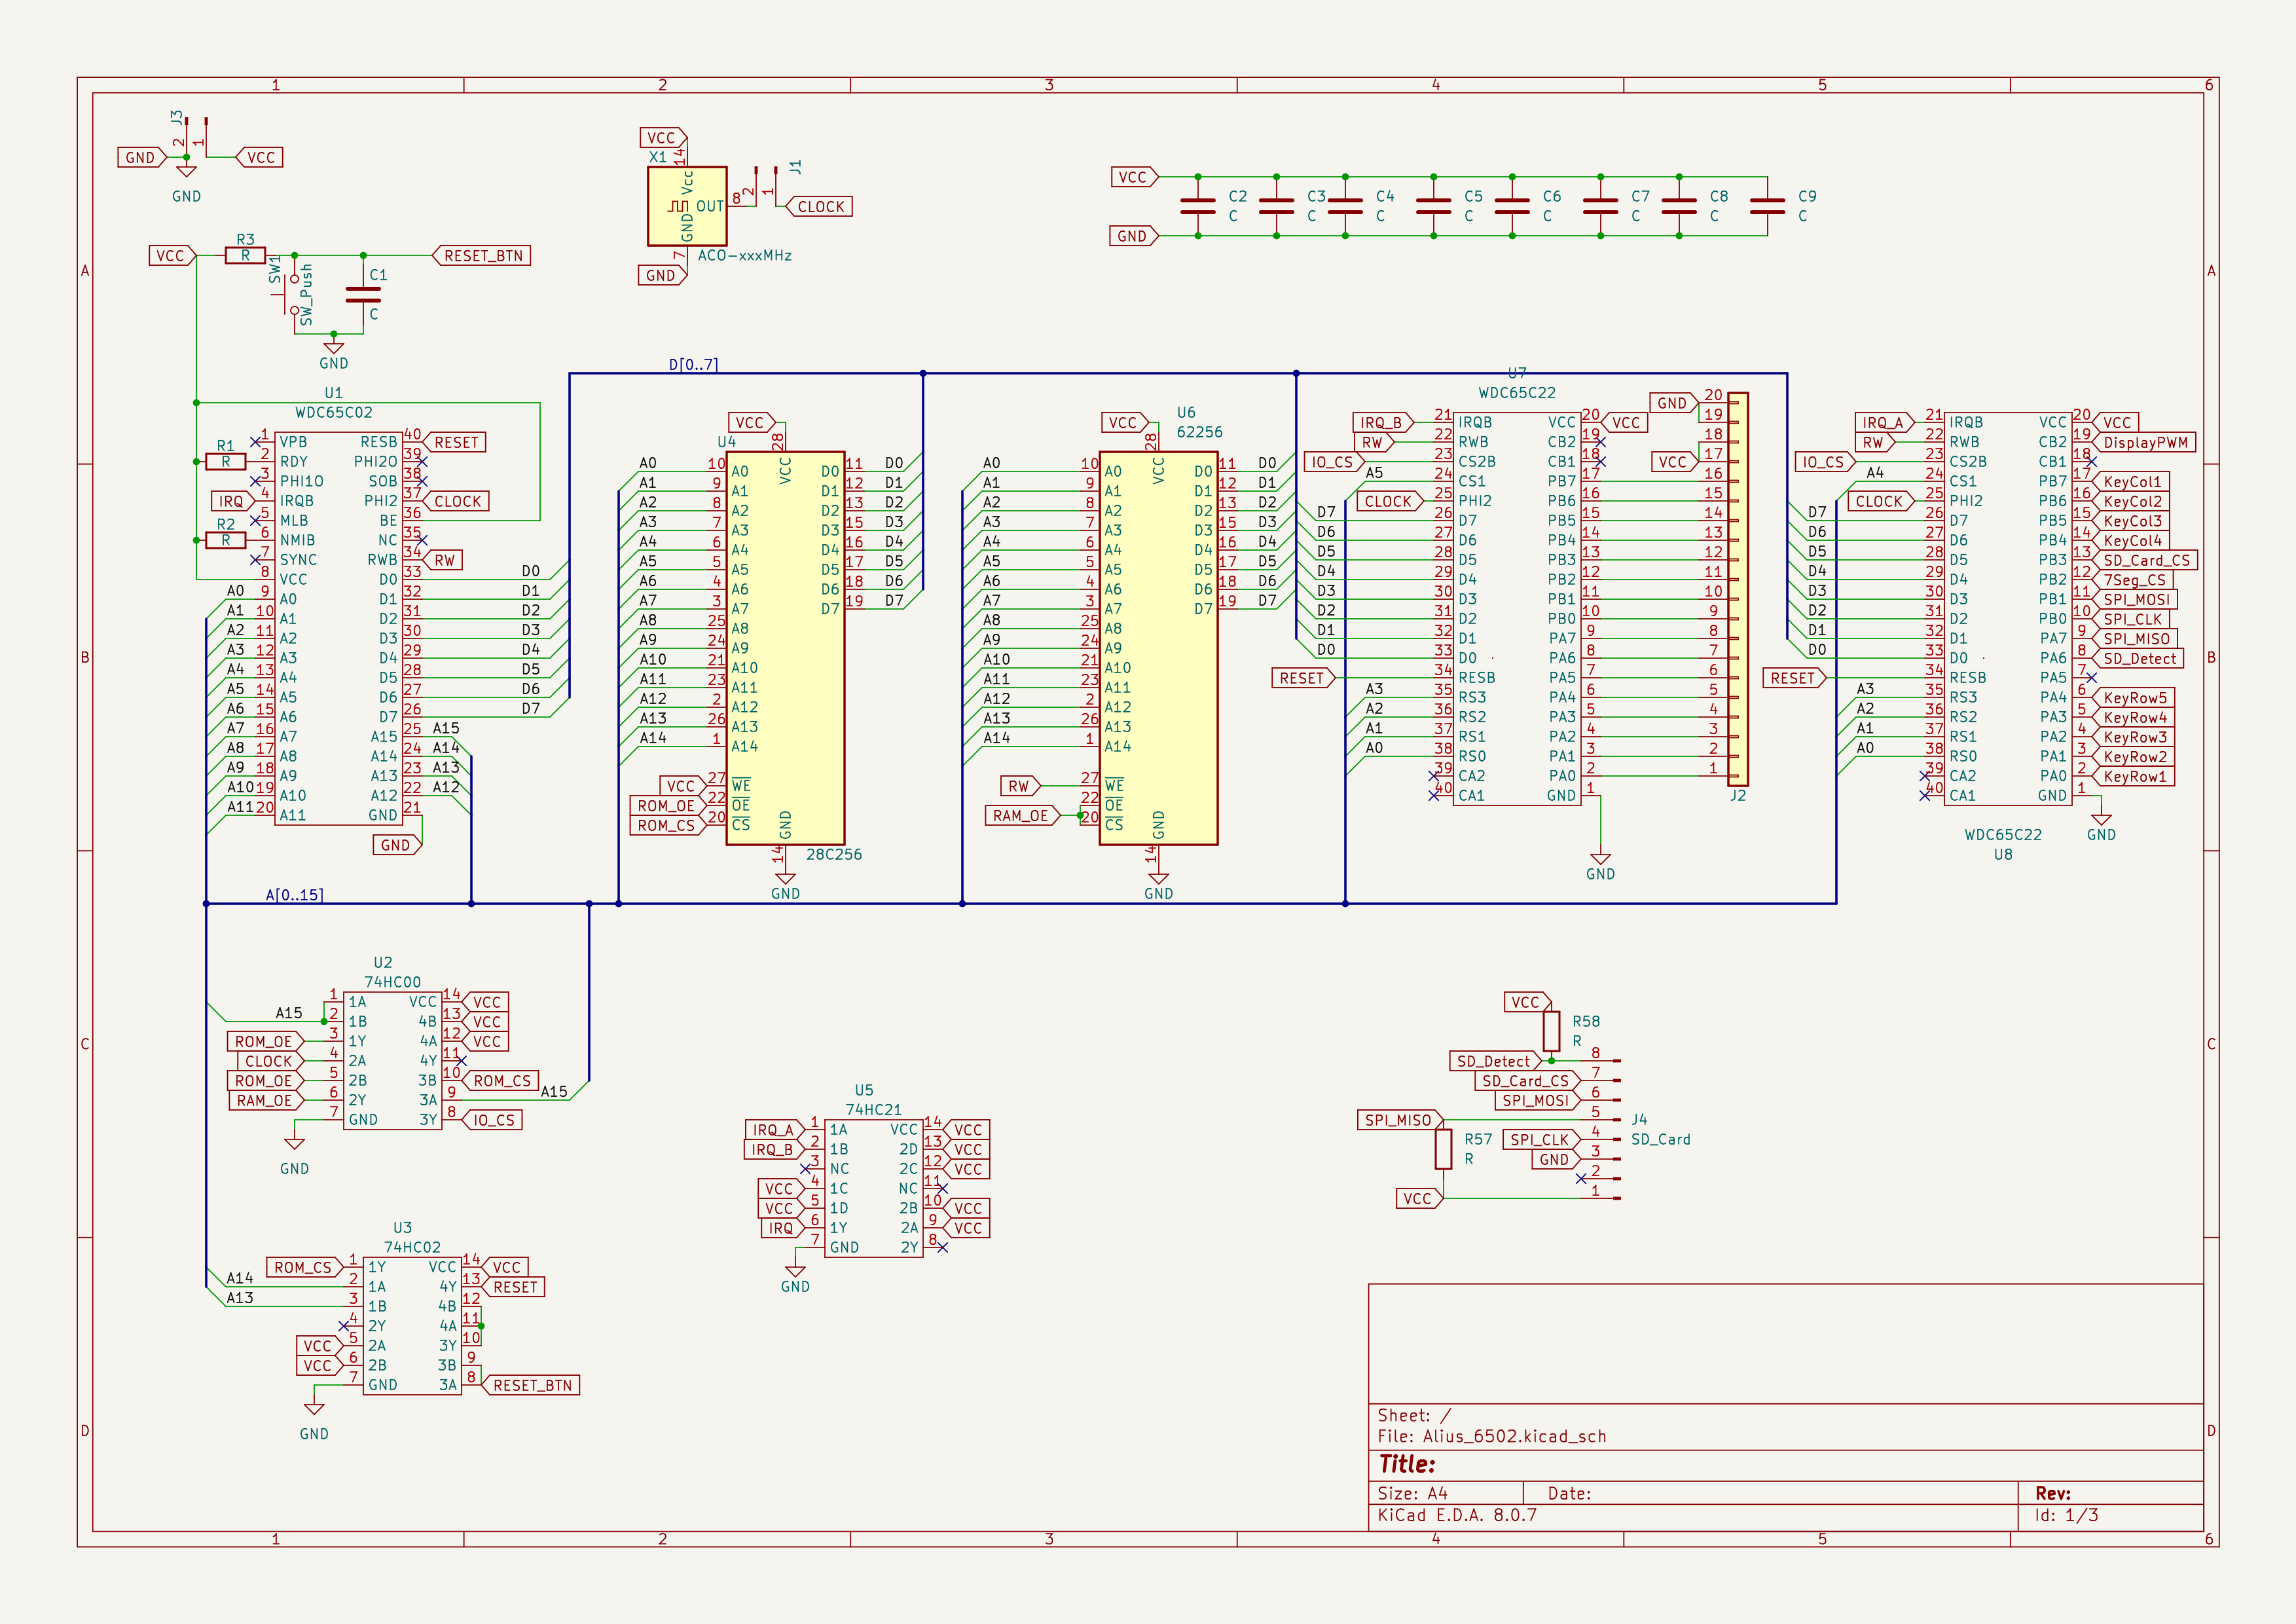 1 2 3 4 5 6
A
B
C
D
J3
2
1
GND
VCC
GND
VCC
R3
R
RESET_BTN
SW1
SW_Push
C1
C
GND
VCC
X1
14
Vcc
OUT
8
GND
7
ACO-xxxMHz
GND
2
1
J1
CLOCK
VCC
GND
C2
C
C3
C
C4
C
C5
C
C6
C
C7
C
C8
C
C9
C
D[0..7]
U1
WDC65C02
1 VPB RESB 40 RESET
R1
R
2 RDY PHI2O 39
3 PHI1O SOB 38
IRQ 4 IRQB PHI2 37 CLOCK
5 MLB BE 36
R2
R
6 NMIB NC 35
7 SYNC RWB 34 RW
8 VCC D0 33 D0
A0 9 A0 D1 32 D1
A1 10 A1 D2 31 D2
A2 11 A2 D3 30 D3
A3 12 A3 D4 29 D4
A4 13 A4 D5 28 D5
A5 14 A5 D6 27 D6
A6 15 A6 D7 26 D7
A7 16 A7 A15 25 A15
A8 17 A8 A14 24 A14
A9 18 A9 A13 23 A13
A10 19 A10 A12 22 A12
A11 20 A11 GND 21
GND
A[0..15]
VCC
U4
28
VCC
A0 10 A0 D0 11 D0
A1 9 A1 D1 12 D1
A2 8 A2 D2 13 D2
A3 7 A3 D3 15 D3
A4 6 A4 D4 16 D4
A5 5 A5 D5 17 D5
A6 4 A6 D6 18 D6
A7 3 A7 D7 19 D7
A8 25 A8
A9 24 A9
A10 21 A10
A11 23 A11
A12 2 A12
A13 26 A13
A14 1 A14
VCC 27 WE
ROM_OE 22 OE
ROM_CS 20 CS
GND
14
28C256
GND
VCC
U6
62256
28
VCC
A0 10 A0 D0 11 D0
A1 9 A1 D1 12 D1
A2 8 A2 D2 13 D2
A3 7 A3 D3 15 D3
A4 6 A4 D4 16 D4
A5 5 A5 D5 17 D5
A6 4 A6 D6 18 D6
A7 3 A7 D7 19 D7
A8 25 A8
A9 24 A9
A10 21 A10
A11 23 A11
A12 2 A12
A13 26 A13
A14 1 A14
RW 27 WE
22 OE
RAM_OE
20 CS
GND
14
GND
U7
WDC65C22
IRQ_B 21 IRQB VCC 20 VCC
RW 22 RWB CB2 19
IO_CS 23 CS2B CB1 18
A5 24 CS1 PB7 17
CLOCK 25 PHI2 PB6 16
D7 26 D7 PB5 15
D6 27 D6 PB4 14
D5 28 D5 PB3 13
D4 29 D4 PB2 12
D3 30 D3 PB1 11
D2 31 D2 PB0 10
D1 32 D1 PA7 9
D0 33 D0 PA6 8
RESET 34 RESB PA5 7
A3 35 RS3 PA4 6
A2 36 RS2 PA3 5
A1 37 RS1 PA2 4
A0 38 RS0 PA1 3
39 CA2 PA0 2
40 CA1 GND 1
GND
GND
VCC
20
19
18
17
16
15
14
13
12
11
10
9
8
7
6
5
4
3
2
1
J2
IRQ_A 21 IRQB VCC 20 VCC
RW 22 RWB CB2 19 DisplayPWM
IO_CS 23 CS2B CB1 18
A4 24 CS1 PB7 17 KeyCol1
CLOCK 25 PHI2 PB6 16 KeyCol2
D7 26 D7 PB5 15 KeyCol3
D6 27 D6 PB4 14 KeyCol4
D5 28 D5 PB3 13 SD_Card_CS
D4 29 D4 PB2 12 7Seg_CS
D3 30 D3 PB1 11 SPI_MOSI
D2 31 D2 PB0 10 SPI_CLK
D1 32 D1 PA7 9 SPI_MISO
D0 33 D0 PA6 8 SD_Detect
RESET 34 RESB PA5 7
A3 35 RS3 PA4 6 KeyRow5
A2 36 RS2 PA3 5 KeyRow4
A1 37 RS1 PA2 4 KeyRow3
A0 38 RS0 PA1 3 KeyRow2
39 CA2 PA0 2 KeyRow1
40 CA1 GND 1
GND
WDC65C22
U8
U2
74HC00
1 1A VCC 14 VCC
A15 2 1B 4B 13 VCC
ROM_OE 3 1Y 4A 12 VCC
CLOCK 4 2A 4Y 11
ROM_OE 5 2B 3B 10 ROM_CS
RAM_OE 6 2Y 3A 9 A15
7 GND 3Y 8 IO_CS
GND
U3
74HC02
ROM_CS 1 1Y VCC 14 VCC
A14 2 1A 4Y 13 RESET
A13 3 1B 4B 12
4 2Y 4A 11
VCC 5 2A 3Y 10
VCC 6 2B 3B 9
7 GND 3A 8 RESET_BTN
GND
U5
74HC21
IRQ_A 1 1A VCC 14 VCC
IRQ_B 2 1B 2D 13 VCC
3 NC 2C 12 VCC
VCC 4 1C NC 11
VCC 5 1D 2B 10 VCC
IRQ 6 1Y 2A 9 VCC
7 GND 2Y 8
GND
VCC
R58
R
SD_Detect 8
SD_Card_CS 7
SPI_MOSI 6
SPI_MISO 5
SPI_CLK 4
GND 3
2
VCC 1
R57
R
J4
SD_Card
Sheet: /
File: Alius_6502.kicad_sch
Title:
Size: A4 Date: Rev:
KiCad E.D.A. 8.0.7 Id: 1/3
1 2 3 4 5 6
A
B
C
D